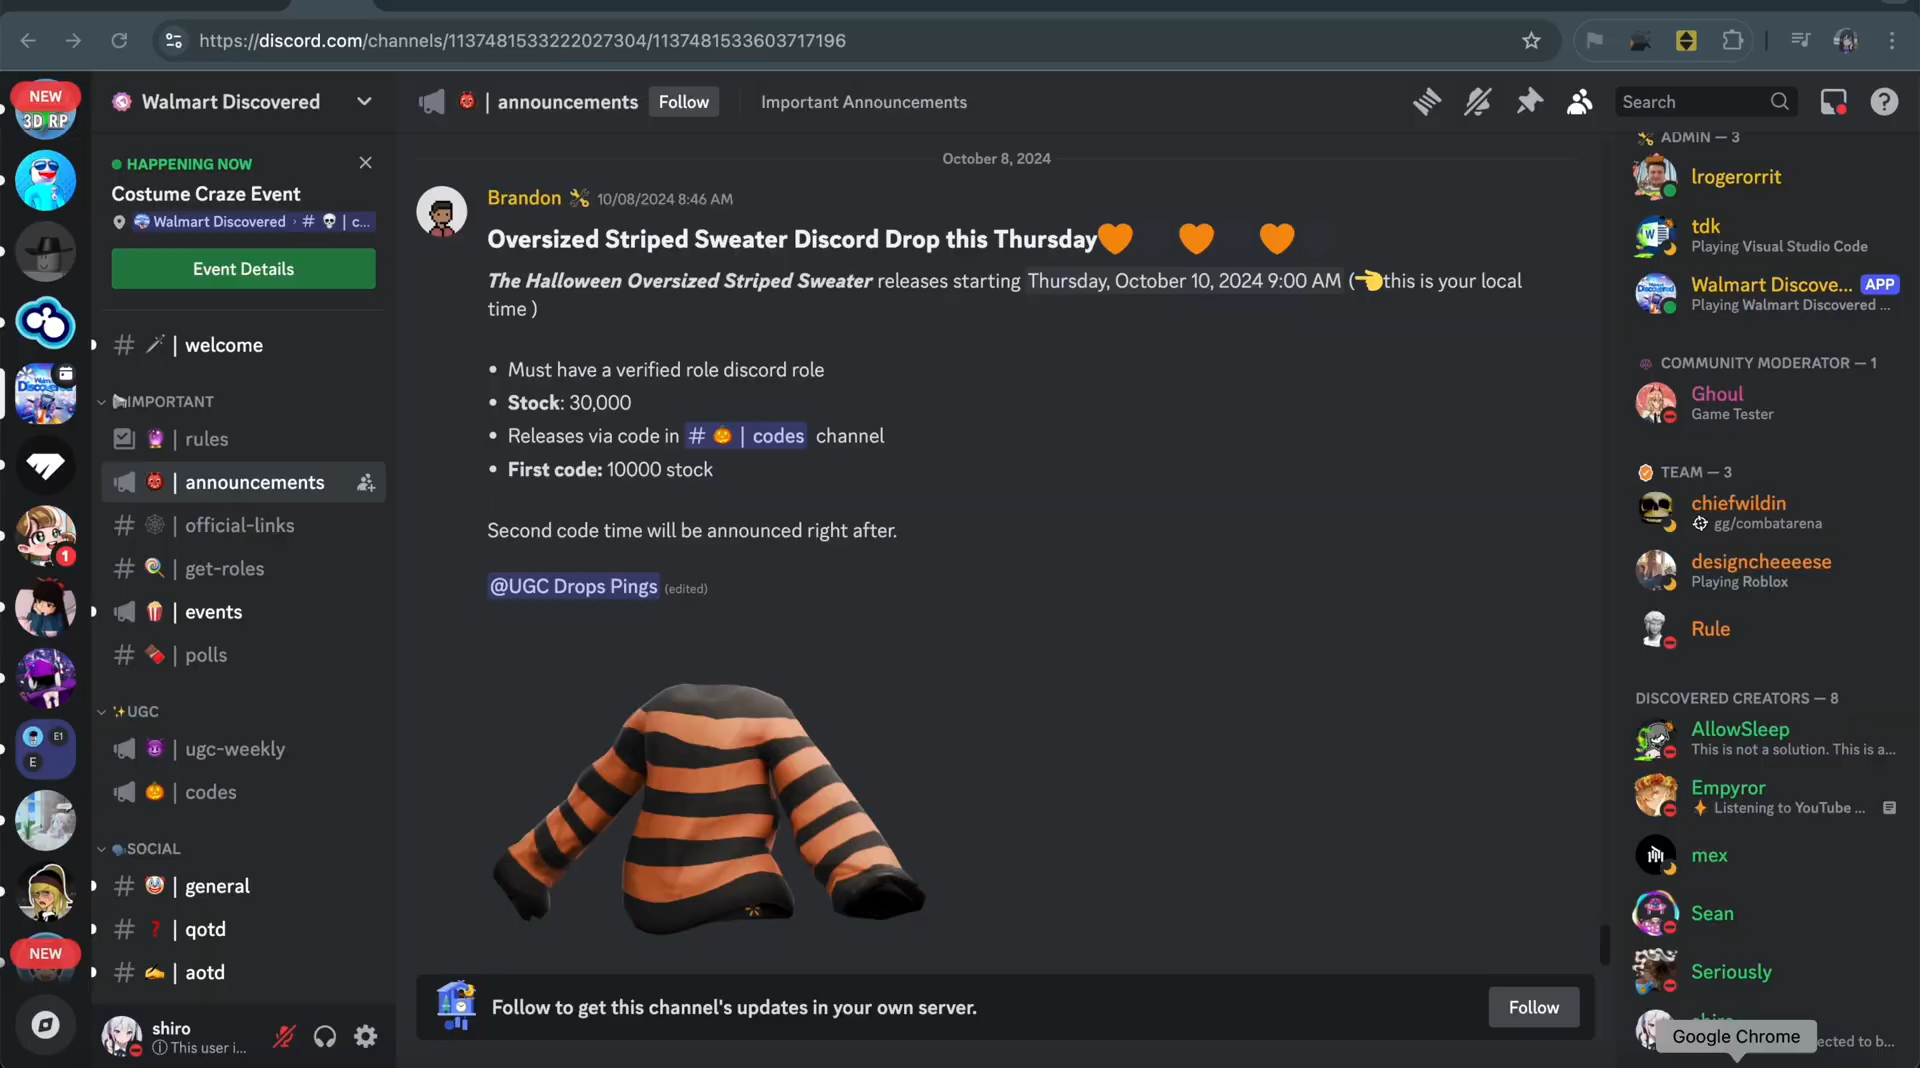 https://discord.com/channels/1137481533222027304/1137481533603717196
NEW
3D RP
Walmart Discovered
HAPPENING NOW
Costume Craze Event
Walmart Discovered › # | c...
Event Details
# | welcome
IMPORTANT
| rules
| announcements
# | official-links
# | get-roles
| events
# | polls
UGC
| ugc-weekly
| codes
SOCIAL
# | general
# | qotd
# | aotd
1
E1
E
NEW
shiro
This user i...
| announcements
Follow
Important Announcements
Search
October 8, 2024
Brandon 10/08/2024 8:46 AM
Oversized Striped Sweater Discord Drop this Thursday
The Halloween Oversized Striped Sweater releases starting Thursday, October 10, 2024 9:00 AM (this is your local
time )
• Must have a verified role discord role
• Stock: 30,000
• Releases via code in # | codes channel
• First code: 10000 stock
Second code time will be announced right after.
@UGC Drops Pings (edited)
Follow to get this channel's updates in your own server.
Follow
ADMIN — 3
lrogerorrit
tdk
Playing Visual Studio Code
Walmart Discove... APP
Playing Walmart Discovered ...
COMMUNITY MODERATOR — 1
Ghoul
Game Tester
TEAM — 3
chiefwildin
gg/combatarena
designcheeeese
Playing Roblox
Rule
DISCOVERED CREATORS — 8
AllowSleep
This is not a solution. This is a...
Empyror
Listening to YouTube ...
mex
Sean
Seriously
Google Chrome
ected to b...